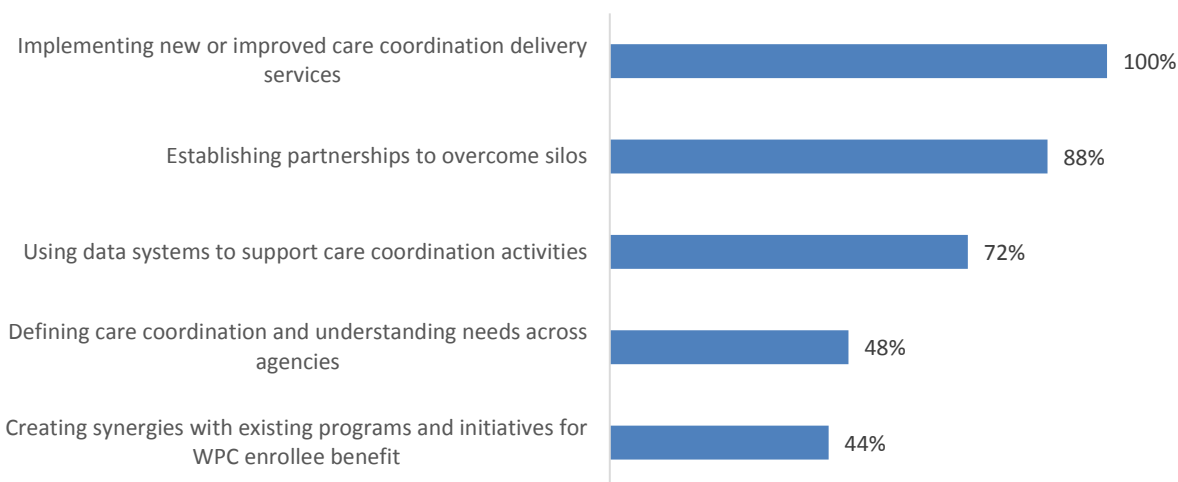 Implementing new or improved care coordination delivery
services
100%
Establishing partnerships to overcome silos
88%
Using data systems to support care coordination activities
72%
Defining care coordination and understanding needs across
agencies
48%
Creating synergies with existing programs and initiatives for
WPC enrollee benefit
44%